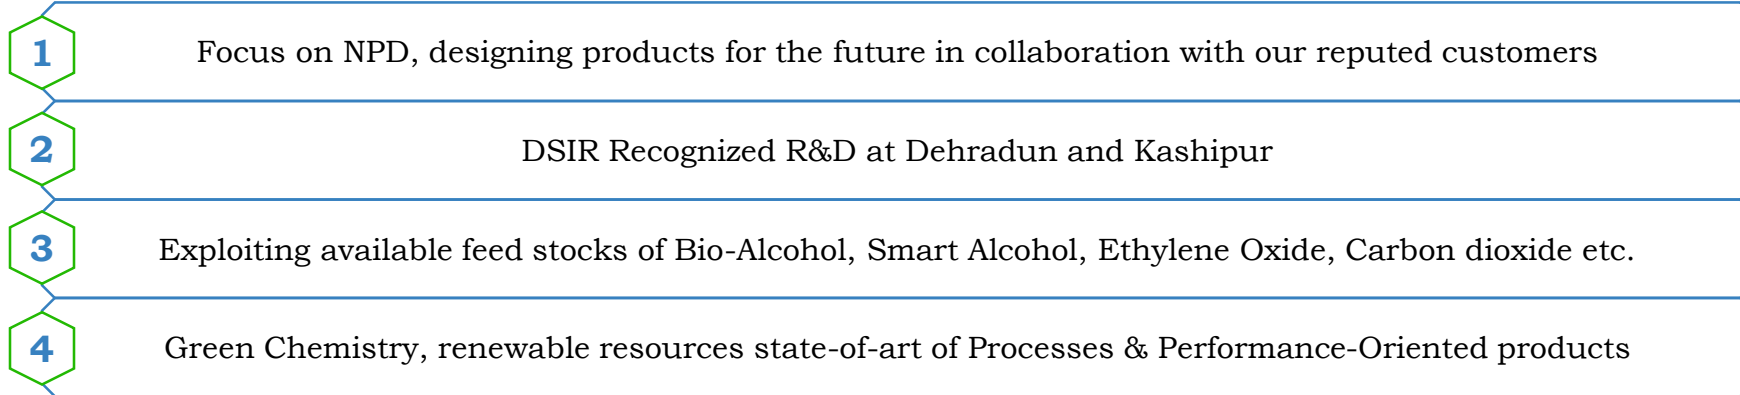 1
Focus on NPD, designing products for the future in collaboration with our reputed customers
2
DSIR Recognized R&D at Dehradun and Kashipur
3
Exploiting available feed stocks of Bio-Alcohol, Smart Alcohol, Ethylene Oxide, Carbon dioxide etc.
4
Green Chemistry, renewable resources state-of-art of Processes & Performance-Oriented products